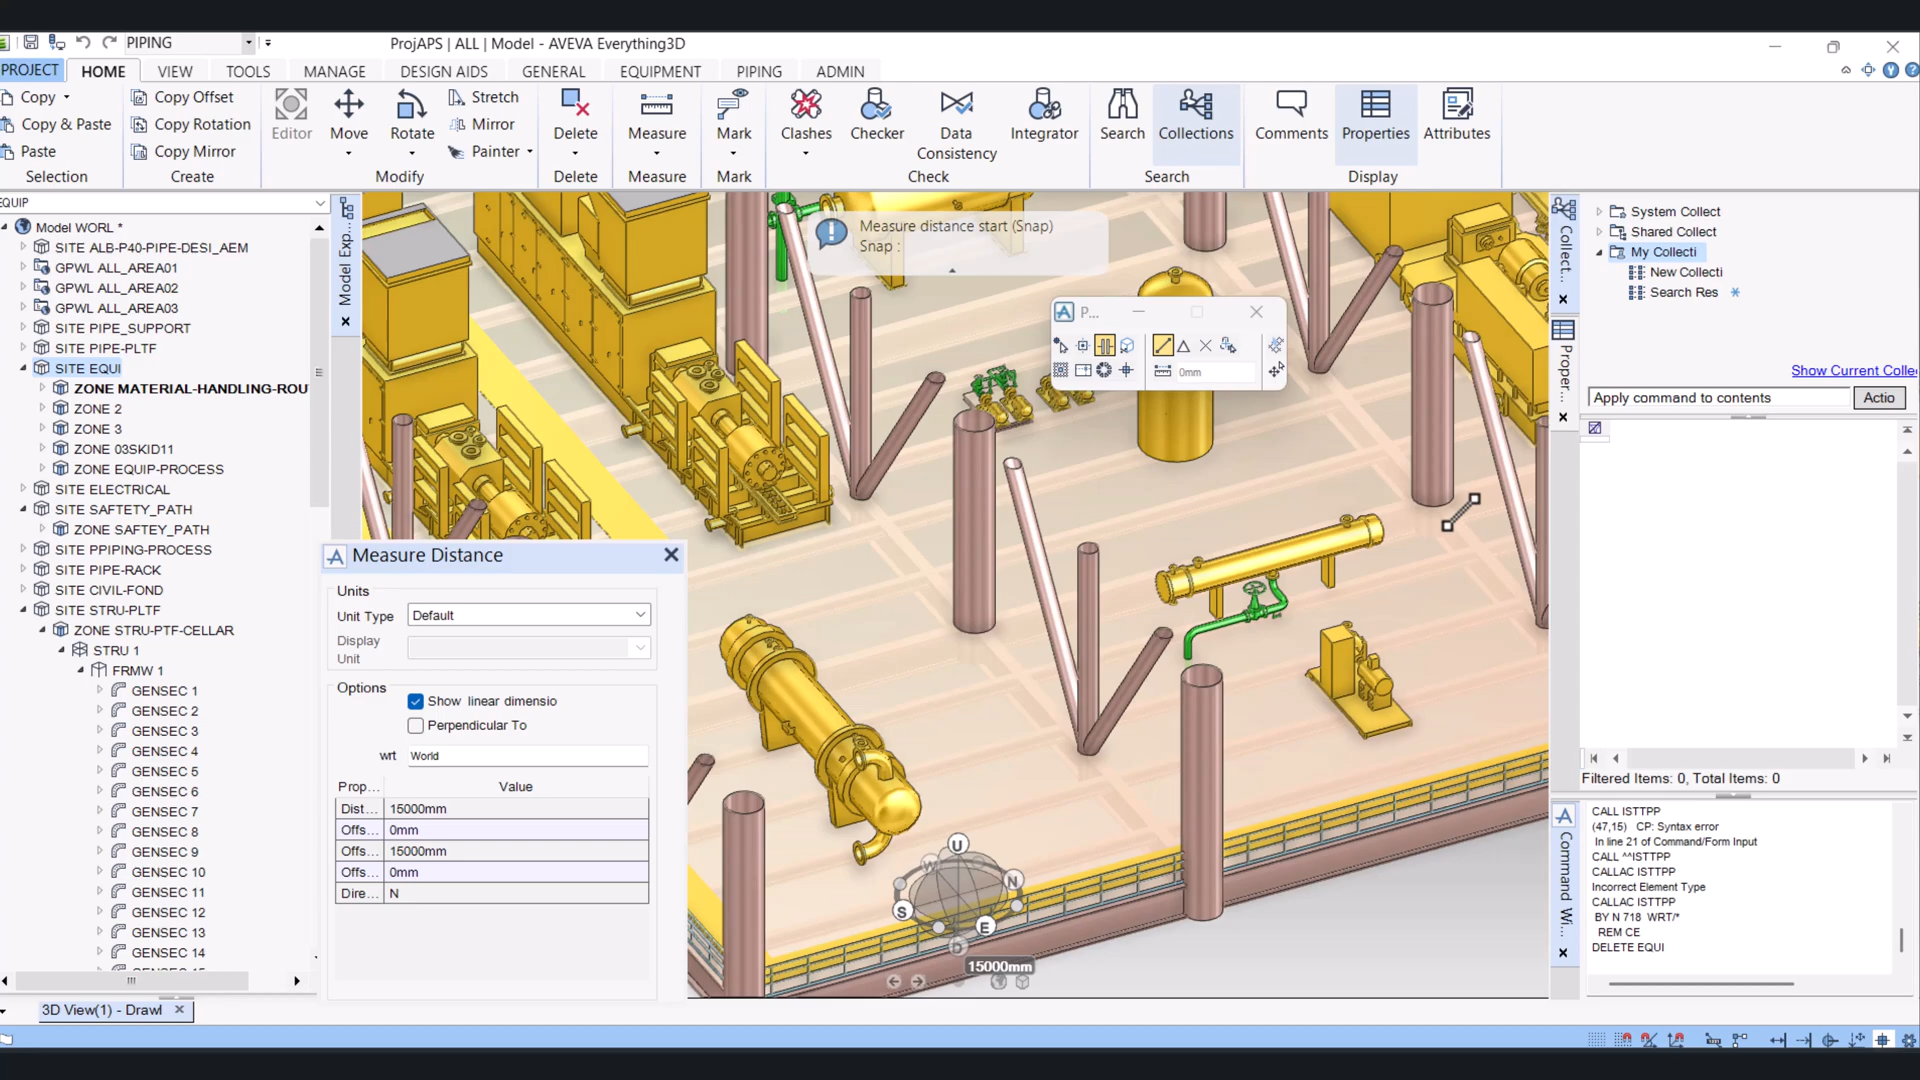 PIPING
ProjAPS | ALL | Model - AVEVA Everything3D
PROJECT
HOME
VIEW
TOOLS
MANAGE
DESIGN AIDS
GENERAL
EQUIPMENT
PIPING
ADMIN
Copy
Copy & Paste
Paste
Selection
Copy Offset
Copy Rotation
Copy Mirror
Create
Editor
Move
Rotate
Stretch
Mirror
Painter
Modify
Delete
Delete
Measure
Measure
Mark
Mark
Clashes
Checker
Data
Consistency
Integrator
Check
Search
Collections
Search
Comments
Properties
Attributes
Display
EQUIP
Model WORL *
SITE ALB-P40-PIPE-DESI_AEM
GPWL ALL_AREA01
GPWL ALL_AREA02
GPWL ALL_AREA03
SITE PIPE_SUPPORT
SITE PIPE-PLTF
SITE EQUI
ZONE MATERIAL-HANDLING-ROU
ZONE 2
ZONE 3
ZONE 03SKID11
ZONE EQUIP-PROCESS
SITE ELECTRICAL
SITE SAFTETY_PATH
ZONE SAFTEY_PATH
SITE PPIPING-PROCESS
SITE PIPE-RACK
SITE CIVIL-FOND
SITE STRU-PLTF
ZONE STRU-PTF-CELLAR
STRU 1
FRMW 1
GENSEC 1
GENSEC 2
GENSEC 3
GENSEC 4
GENSEC 5
GENSEC 6
GENSEC 7
GENSEC 8
GENSEC 9
GENSEC 10
GENSEC 11
GENSEC 12
GENSEC 13
GENSEC 14
Model Exp...
Measure distance start (Snap)
Snap :
P...
0mm
Measure Distance
Units
Unit Type
Default
Display
Unit
Options
Show linear dimensio
Perpendicular To
wrt
World
Prop...
Value
Dist...
15000mm
Offs...
0mm
Offs...
15000mm
Offs...
0mm
Dire...
N
U
W
N
S
E
D
15000mm
Collect...
Proper...
System Collect
Shared Collect
My Collecti
New Collecti
Search Res
Show Current Colle
Apply command to contents
Actio
Filtered Items: 0, Total Items: 0
Command Wi...
CALL ISTTPP
(47,15) CP: Syntax error
In line 21 of Command/Form Input
CALL ^^ISTTPP
CALLAC ISTTPP
Incorrect Element Type
CALLAC ISTTPP
BY N 718 WRT/*
REM CE
DELETE EQUI
3D View(1) - Drawl